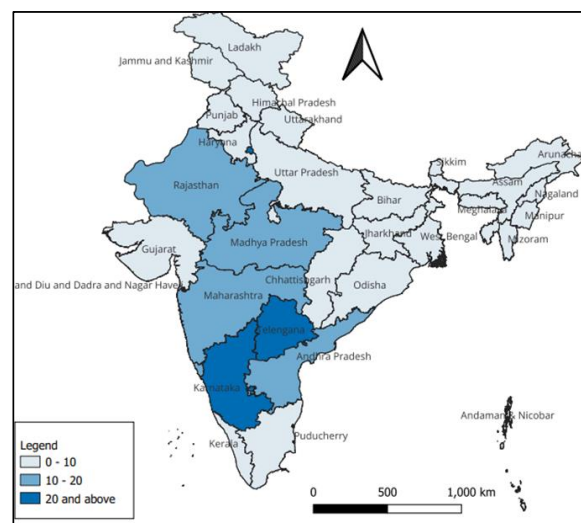 Ladakh
Jammu and Kashmir
Himachal Pradesh
Punjab
Uttarakhand
Haryana
Sikkim
Arunacha
Uttar Pradesh
Assam
Rajasthan
Nagaland
Bihar
Meghalaya
Manipur
Jharkhand
West Bengal
Mizoram
Madhya Pradesh
Gujarat
Chhattisgarh
and Diu and Dadra and Nagar Haveli
Odisha
Maharashtra
Telengana
Andhra Pradesh
Karnataka
Andaman & Nicobar
Puducherry
Kerala
Legend
0 - 10
10 - 20
20 and above
0 500 1,000 km